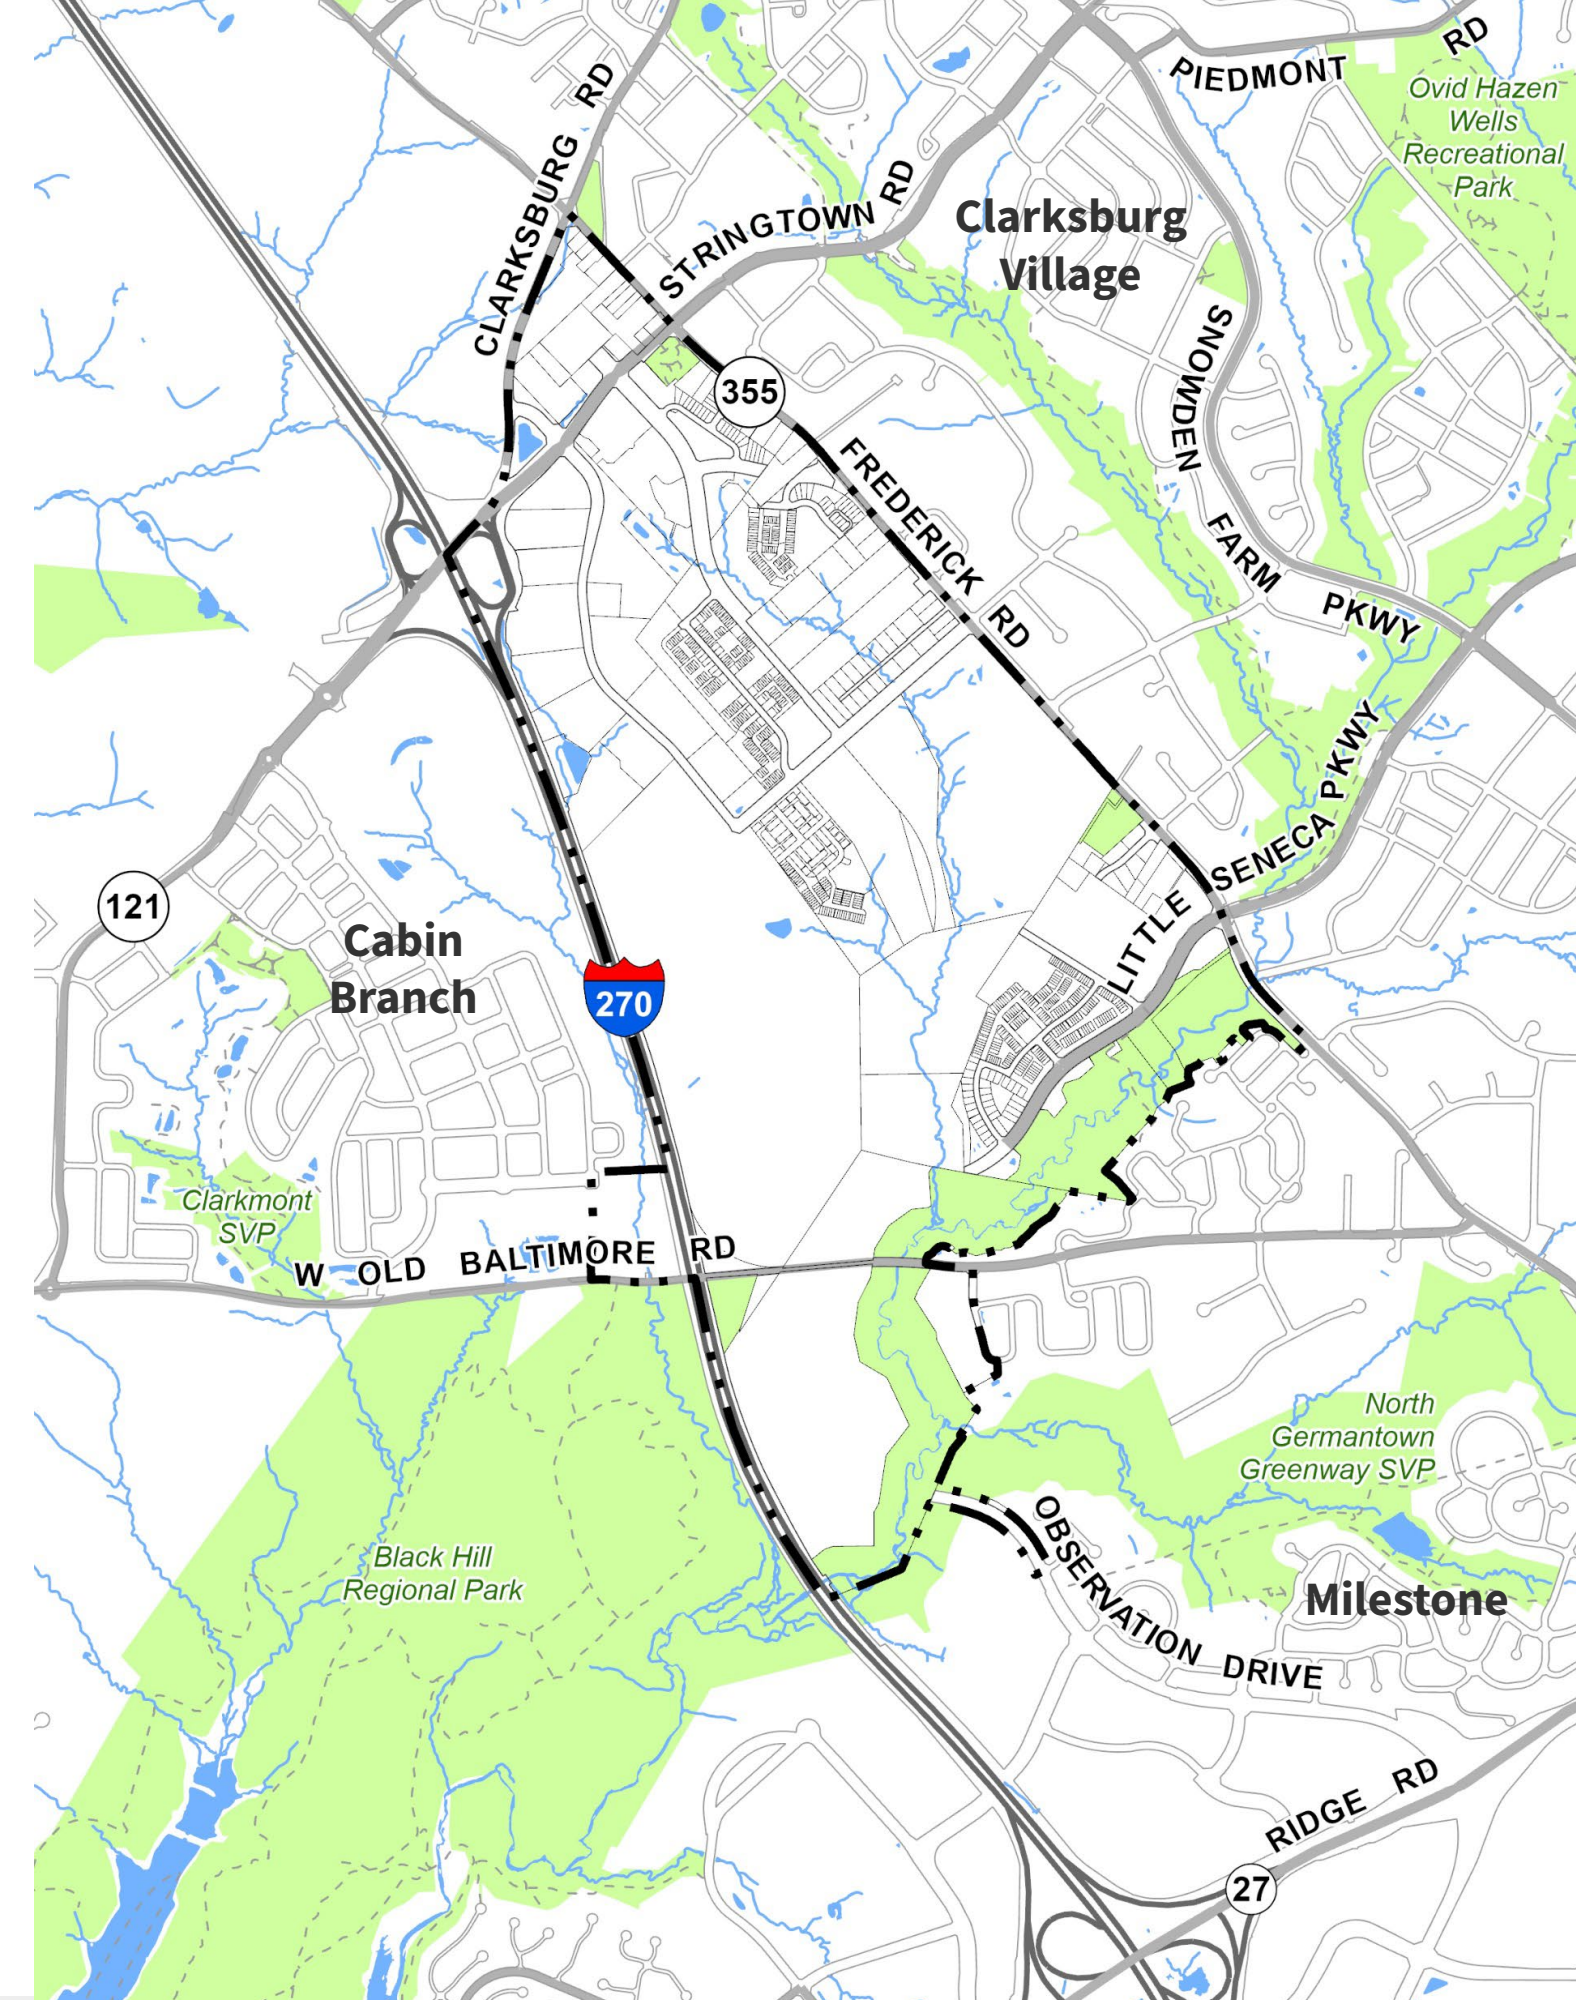 PIEDMONT RD
Ovid Hazen
Wells
Recreational
Park
CLARKSBURG RD
STRINGTOWN RD
Clarksburg
Village
SNOWDEN FARM PKWY
355
FREDERICK RD
LITTLE SENECA PKWY
121
Cabin
Branch
270
Clarkmont
SVP
W OLD BALTIMORE RD
North
Germantown
Greenway SVP
Black Hill
Regional Park
OBSERVATION DRIVE
Milestone
RIDGE RD
27